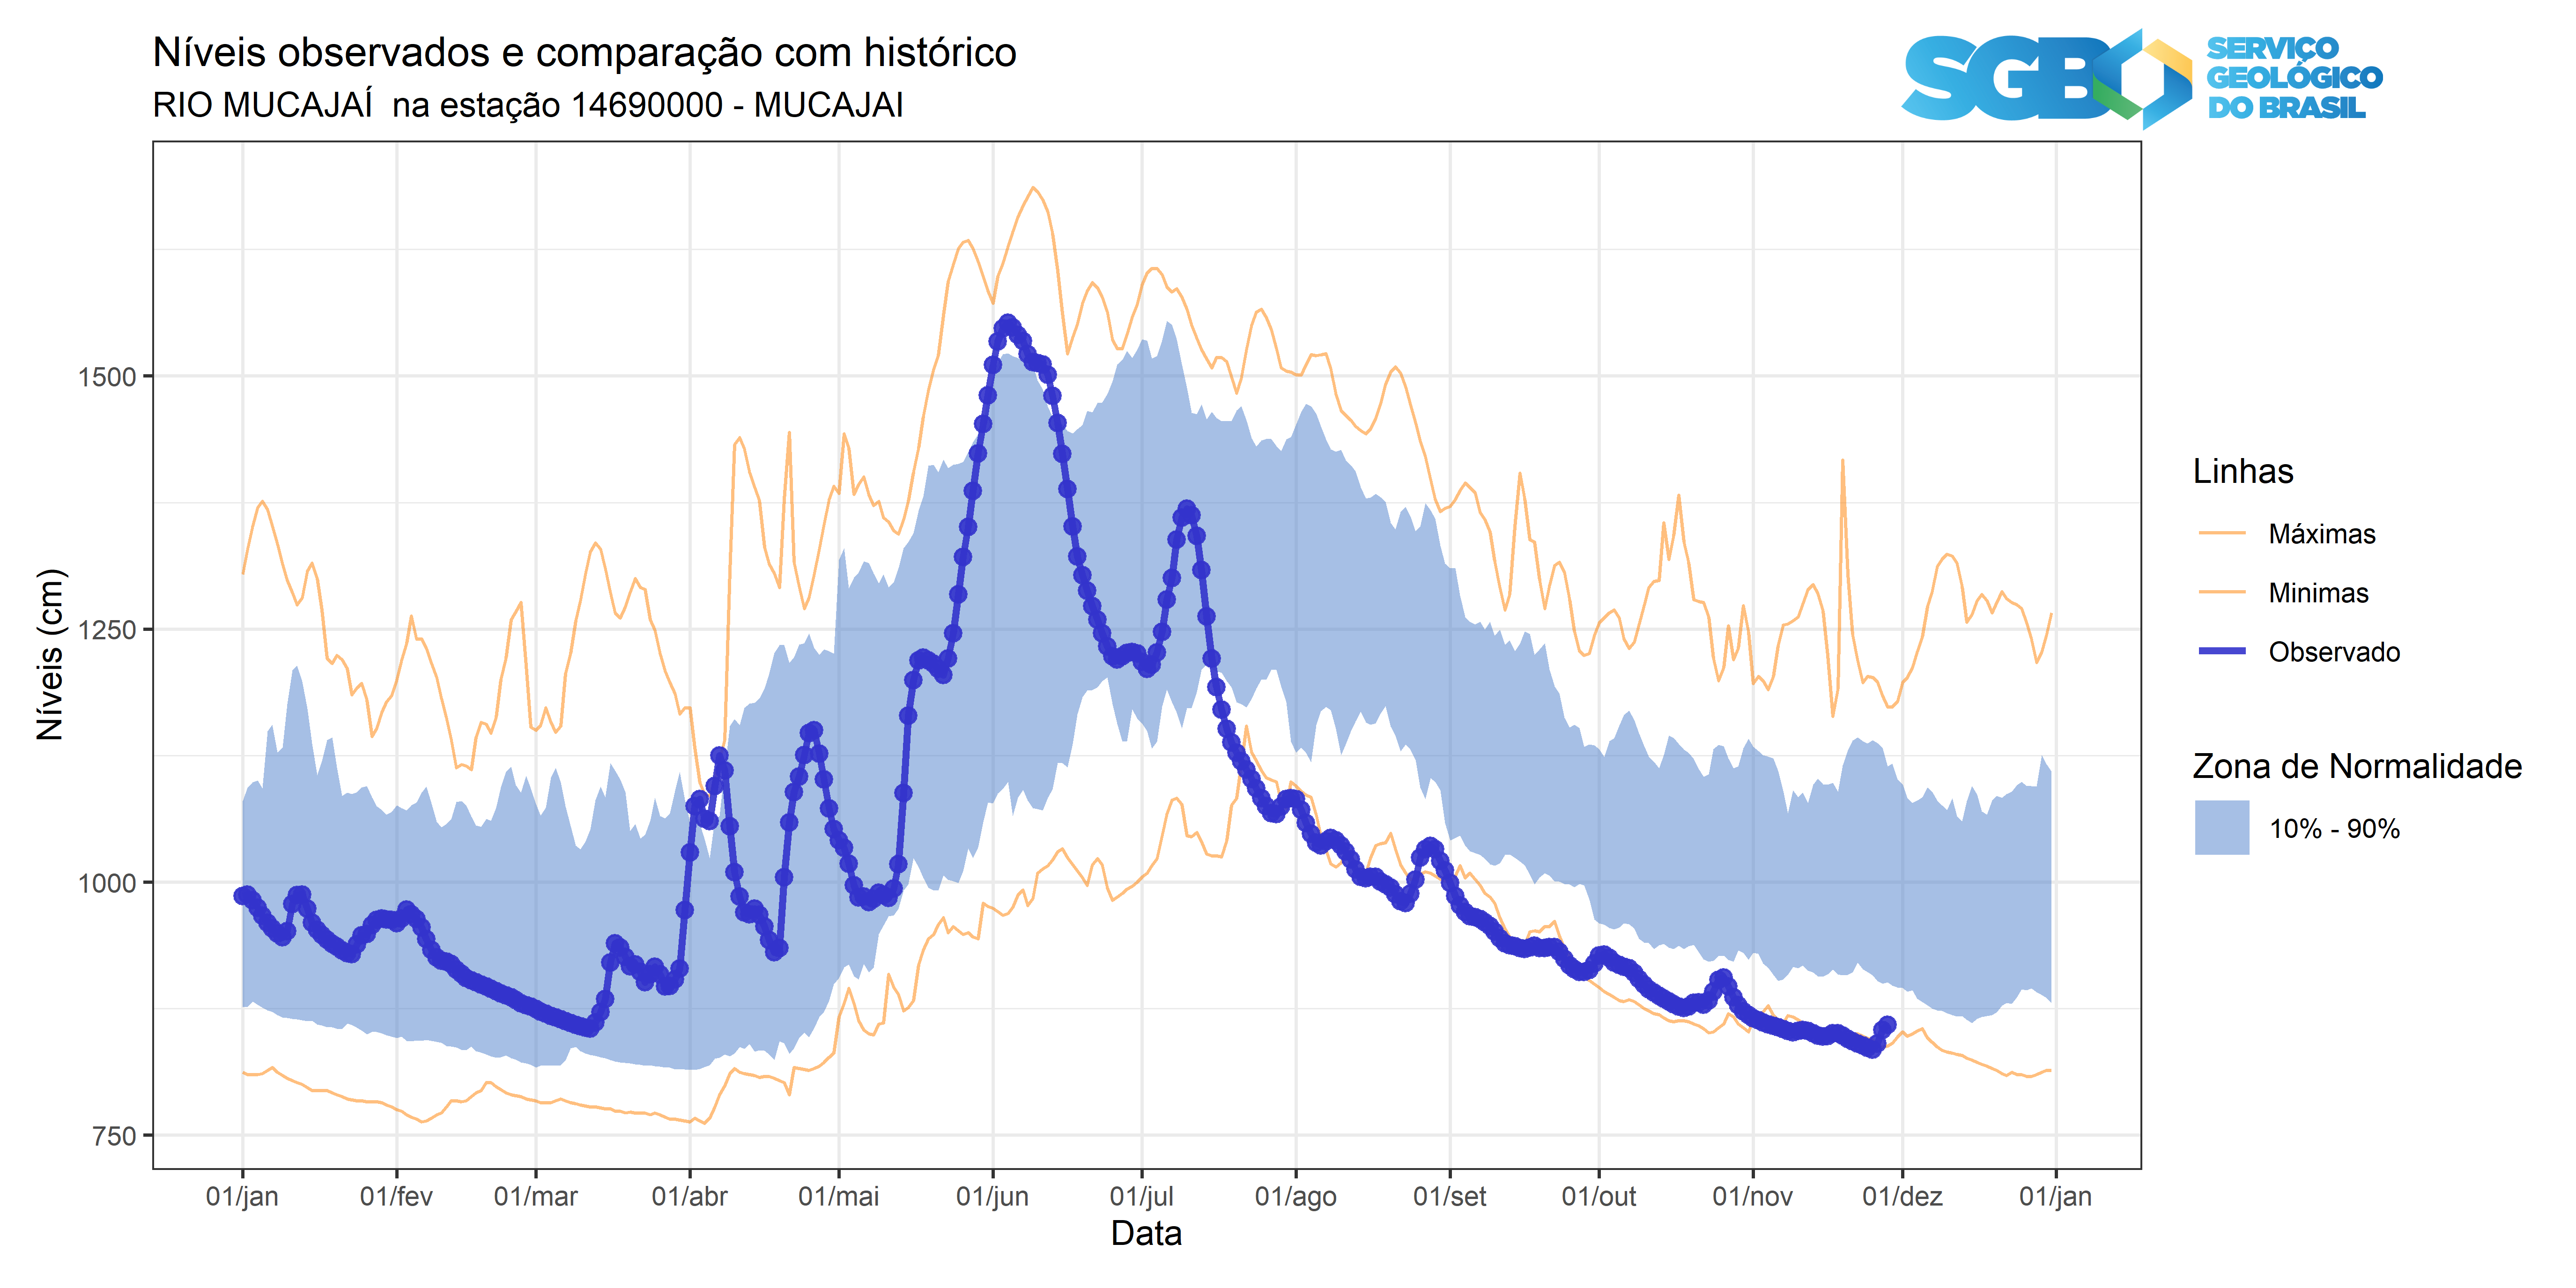 Níveis observados e comparação com histórico
RIO MUCAJAÍ  na estação 14690000 - MUCAJAI
SGB
SERVIÇO
GEOLÓGICO
DO BRASIL
Níveis (cm)
1500
1250
1000
750
01/jan
01/fev
01/mar
01/abr
01/mai
01/jun
01/jul
01/ago
01/set
01/out
01/nov
01/dez
01/jan
Data
Linhas
Máximas
Minimas
Observado
Zona de Normalidade
10% - 90%